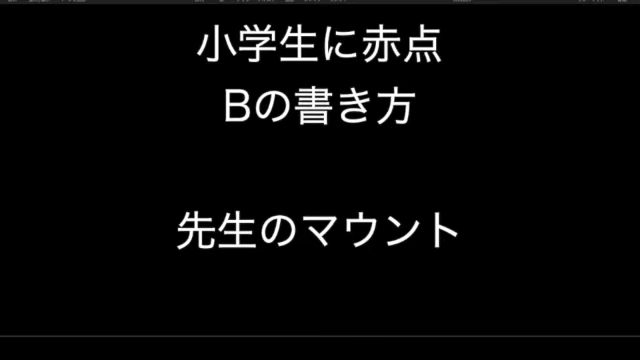 小学生に赤点
Bの書き方
先生のマウント